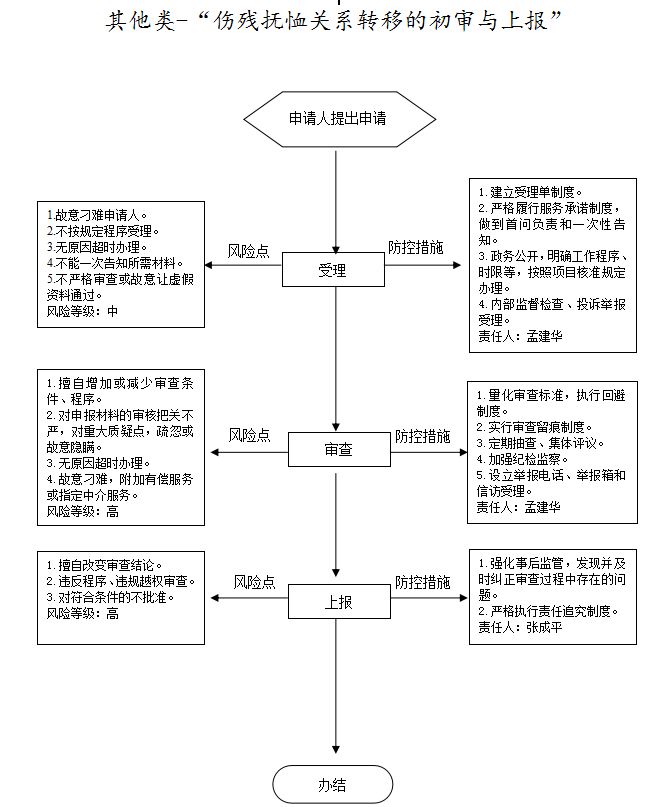 其他类-“伤残抚恤关系转移的初审与上报”
申请人提出申请
1.故意刁难申请人。
2.不按规定程序受理。
3.无原因超时办理。
4.不能一次告知所需材料。
5.不严格审查或故意让虚假
资料通过。
风险等级：中
风险点
受理
防控措施
1.建立受理单制度。
2.严格履行服务承诺制度，
做到首问负责和一次性告
知。
3.政务公开，明确工作程序、
时限等，按照项目核准规定
办理。
4.内部监督检查、投诉举报
受理。
责任人：孟建华
1.擅自增加或减少审查条
件、程序。
2.对申报材料的审核把关不
严，对重大质疑点，疏忽或
故意隐瞒。
3.无原因超时办理。
4.故意刁难，附加有偿服务
或指定中介服务。
风险等级：高
风险点
审查
防控措施
1.量化审查标准，执行回避
制度。
2.实行审查留痕制度。
3.定期抽查、集体评议。
4.加强纪检监察。
5.设立举报电话、举报箱和
信访受理。
责任人：孟建华
1.擅自改变审查结论。
2.违反程序、违规越权审查。
3.对符合条件的不批准。
风险等级：高
风险点
上报
防控措施
1.强化事后监管，发现并及
时纠正审查过程中存在的问
题。
2.严格执行责任追究制度。
责任人：张成平
办结